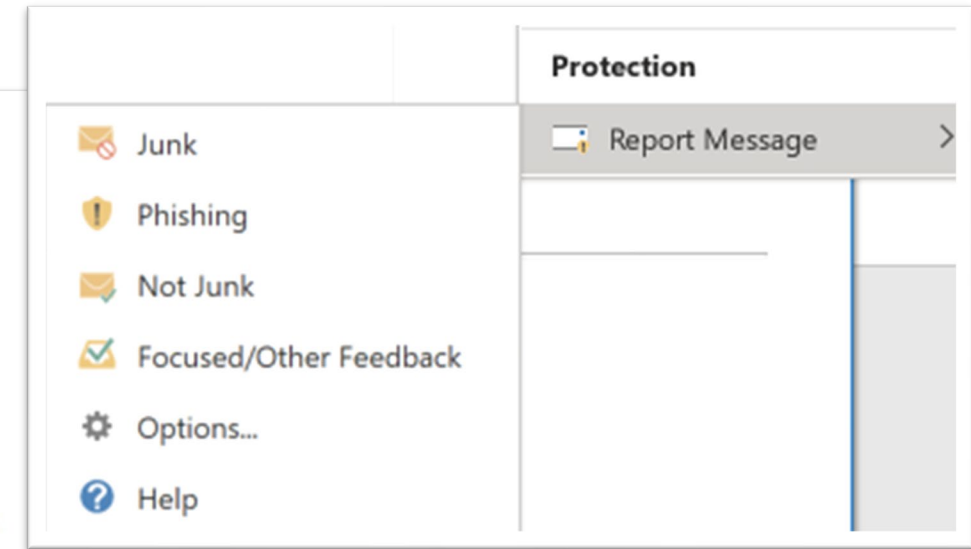 Protection
Report Message
Junk
Phishing
Not Junk
Focused/Other Feedback
Options...
Help